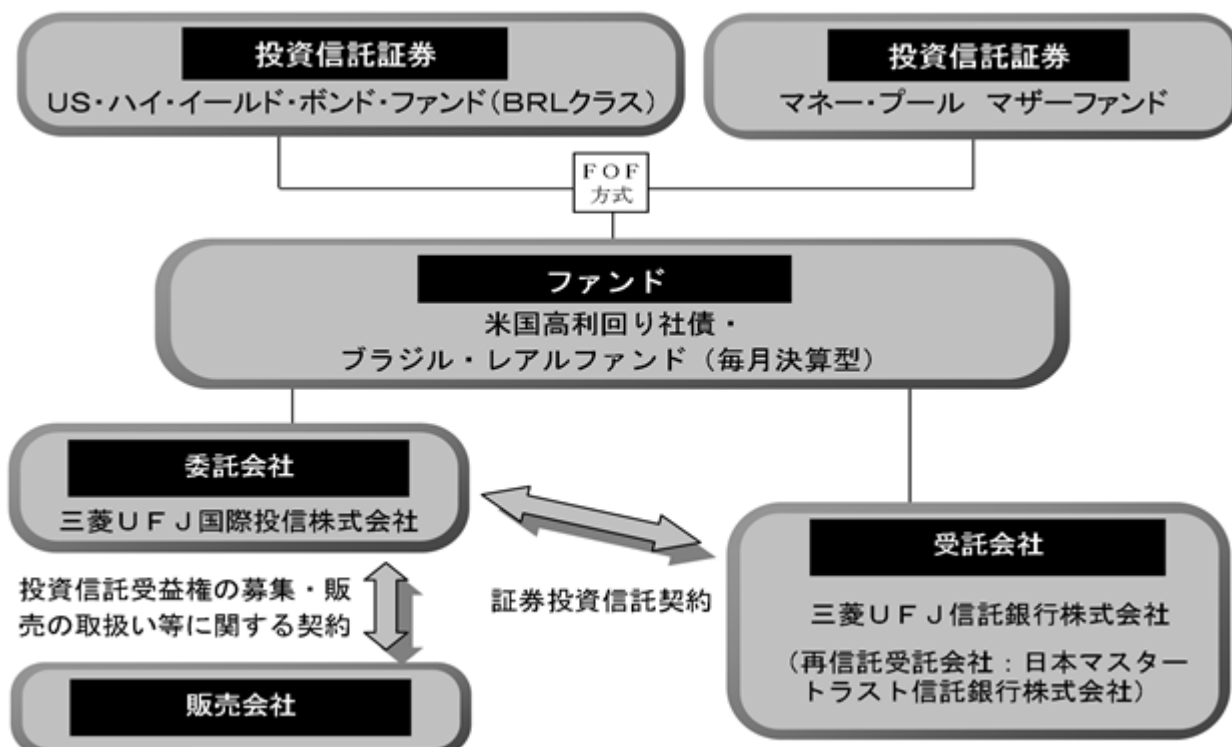 投資信託証券
US・ハイ・イールド・ボンド・ファンド（BRLクラス）
投資信託証券
マネー・プール　マザーファンド
ＦＯＦ
方式
ファンド
米国高利回り社債・
ブラジル・レアルファンド（毎月決算型）
委託会社
三菱ＵＦＪ国際投信株式会社
投資信託受益権の募集・販
売の取扱い等に関する契約
証券投資信託契約
受託会社
三菱ＵＦＪ信託銀行株式会社
（再信託受託会社：日本マスター
トラスト信託銀行株式会社）
販売会社